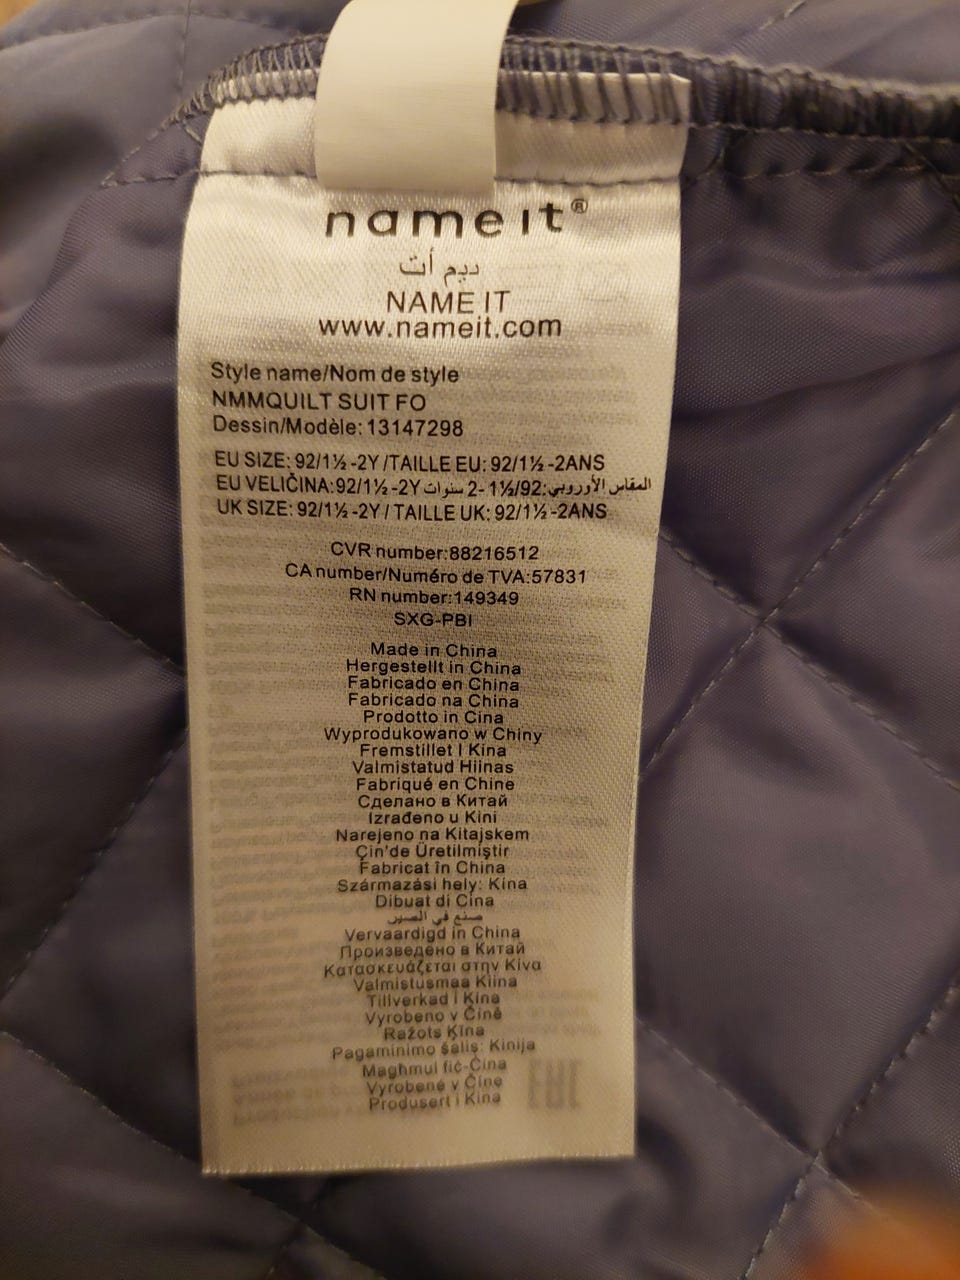 name it®
نيم أت
NAME IT
www.nameit.com
Style name/Nom de style
NMMQUILT SUIT FO
Dessin/Modèle: 13147298
EU SIZE: 92/1½ -2Y /TAILLE EU: 92/1½ -2ANS
EU VELIČINA:92/1½ -2Y المقاس الأوروبي:92/1½ -2 سنوات
UK SIZE: 92/1½ -2Y / TAILLE UK: 92/1½ -2ANS
CVR number:88216512
CA number/Numéro de TVA:57831
RN number:149349
SXG-PBI
Made in China
Hergestellt in China
Fabricado en China
Fabricado na China
Prodotto in Cina
Wyprodukowano w Chiny
Fremstillet I Kina
Valmistatud Hiinas
Fabriqué en Chine
Сделано в Китай
Izrađeno u Kini
Narejeno na Kitajskem
Çin'de Üretilmiştir
Fabricat în China
Származási hely: Kina
Dibuat di Cina
صنع في الصين
Vervaardigd in China
Произведено в Китай
Κατασκευάζεται στην Κίνα
Valmistusmaa Kiina
Tillverkad i Kina
Vyrobeno v Čině
Ražots Ķīna
Pagaminimo šalis: Kinija
Maghmul fiċ-Ċina
Vyrobené v Číne
Produsert i Kina